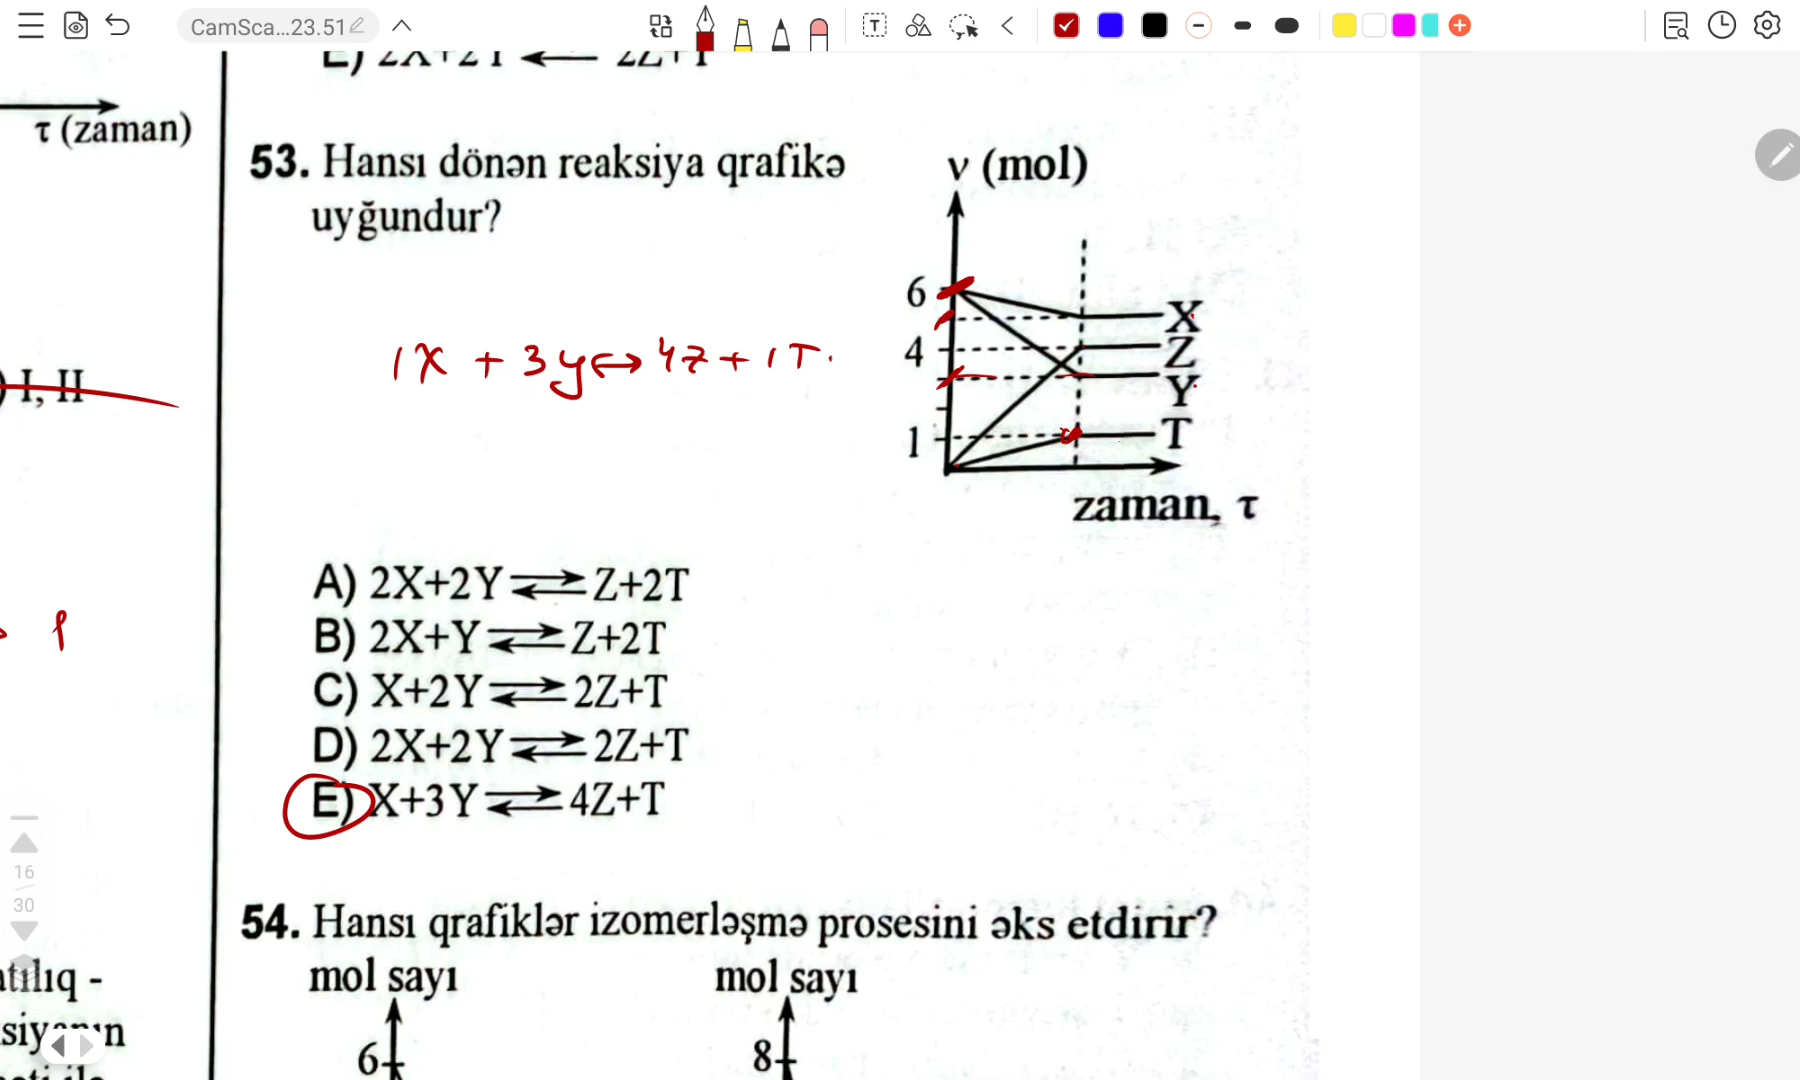 CamSca...23.51
τ (zaman)
I, II
53. Hansı dönən reaksiya qrafikə
uyğundur?
ν (mol)
6
4
1
X
Z
Y
T
zaman, τ
1X + 3y ↔ 4z + 1T.
A) 2X+2Y⇄Z+2T
B) 2X+Y⇄Z+2T
C) X+2Y⇄2Z+T
D) 2X+2Y⇄2Z+T
E) X+3Y⇄4Z+T
54. Hansı qrafiklər izomerləşmə prosesini əks etdirir?
mol sayı
6
mol sayı
8
16
30